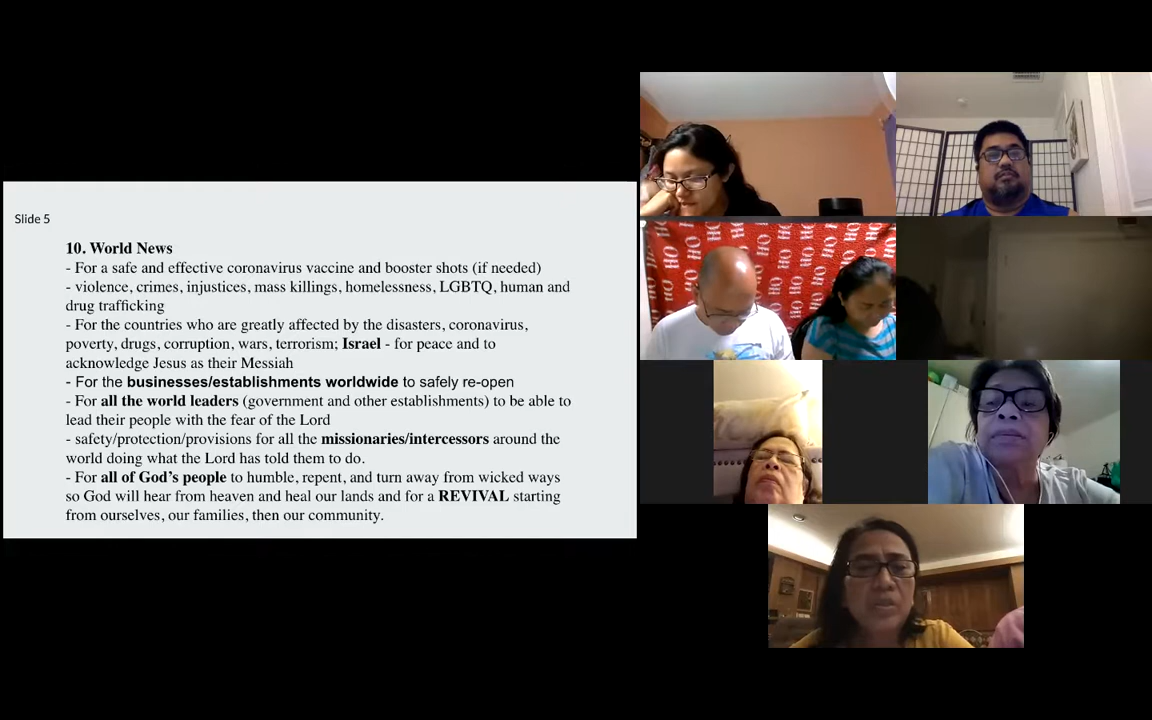 Slide 5
10. World News
- For a safe and effective coronavirus vaccine and booster shots (if needed)
- violence, crimes, injustices, mass killings, homelessness, LGBTQ, human and
drug trafficking
- For the countries who are greatly affected by the disasters, coronavirus,
poverty, drugs, corruption, wars, terrorism; Israel - for peace and to
acknowledge Jesus as their Messiah
- For the businesses/establishments worldwide to safely re-open
- For all the world leaders (government and other establishments) to be able to
lead their people with the fear of the Lord
- safety/protection/provisions for all the missionaries/intercessors around the
world doing what the Lord has told them to do.
- For all of God’s people to humble, repent, and turn away from wicked ways
so God will hear from heaven and heal our lands and for a REVIVAL starting
from ourselves, our families, then our community.
HO HO HO